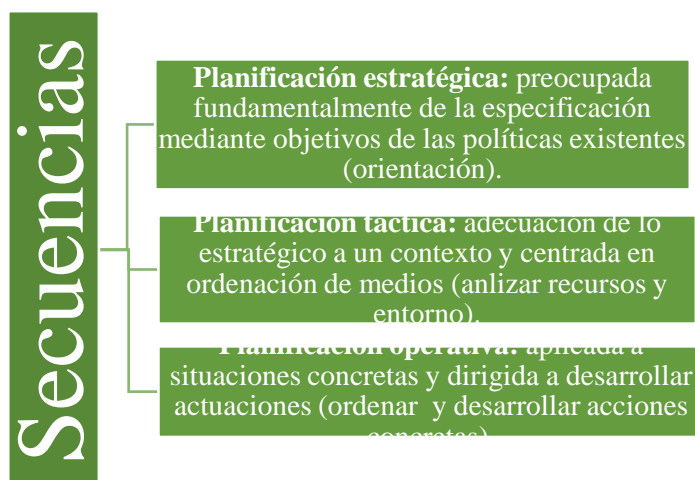 Secuencias
Planificación estratégica: preocupada
fundamentalmente de la especificación
mediante objetivos de las políticas existentes
(orientación).
Planificación táctica: adecuación de lo
estratégico a un contexto y centrada en
ordenación de medios (anlizar recursos y
entorno).
Planificación operativa: aplicada a
situaciones concretas y dirigida a desarrollar
actuaciones (ordenar y desarrollar acciones
concretas)